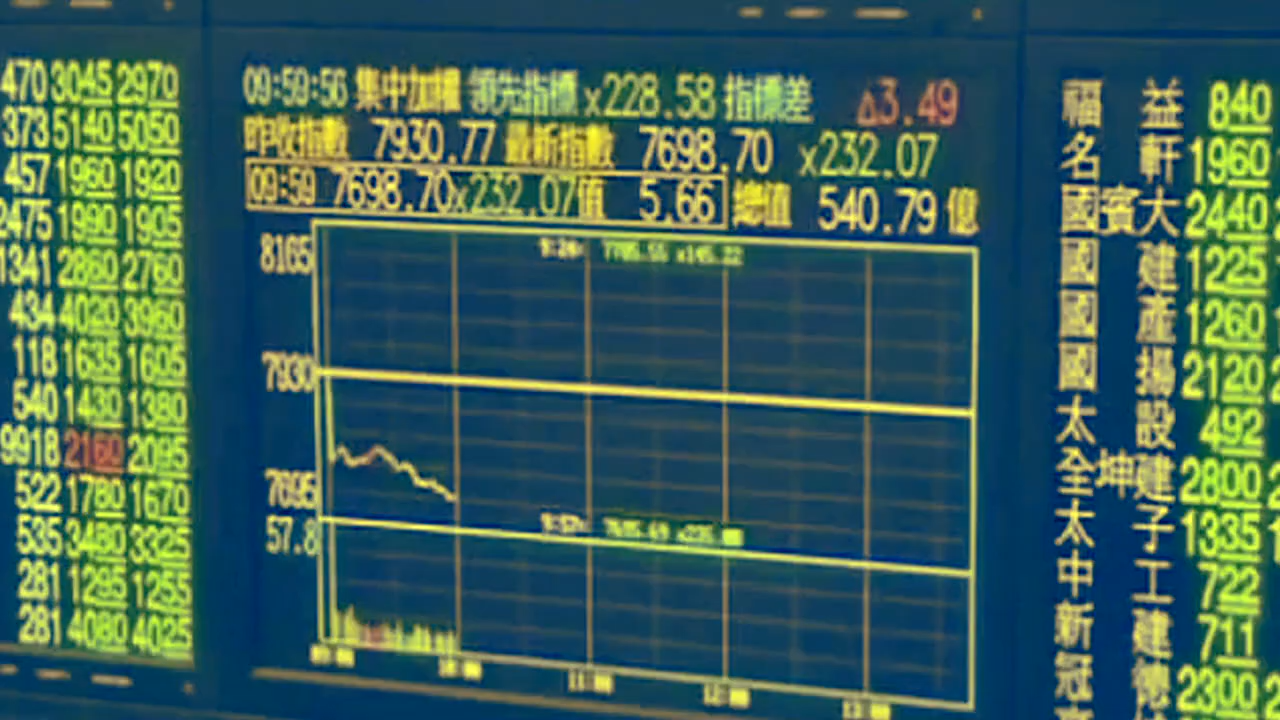 470 3045 2970
373 5140 5050
457 1960 1920
2475 1990 1905
1341 2860 2760
434 4020 3960
118 1635 1605
540 1430 1380
9918 2160 2095
522 1780 1670
535 3480 3325
281 1295 1255
281 4080 4025
09:59:56 集中加權 領先指標 x228.58 指標差 △3.49
昨收指數 7930.77 最新指數 7698.70 x232.07
09:59 7698.70x232.07值 5.66 總值 540.79 億
8165
7930
7695
57.8
福 益 840
名 軒 1960
國賓大 2440
國 建 1225
國 產 1260
國 揚 2120
太 設 492
全坤建 2800
太 子 1335
中 工 722
新 建 711
冠 德 2300